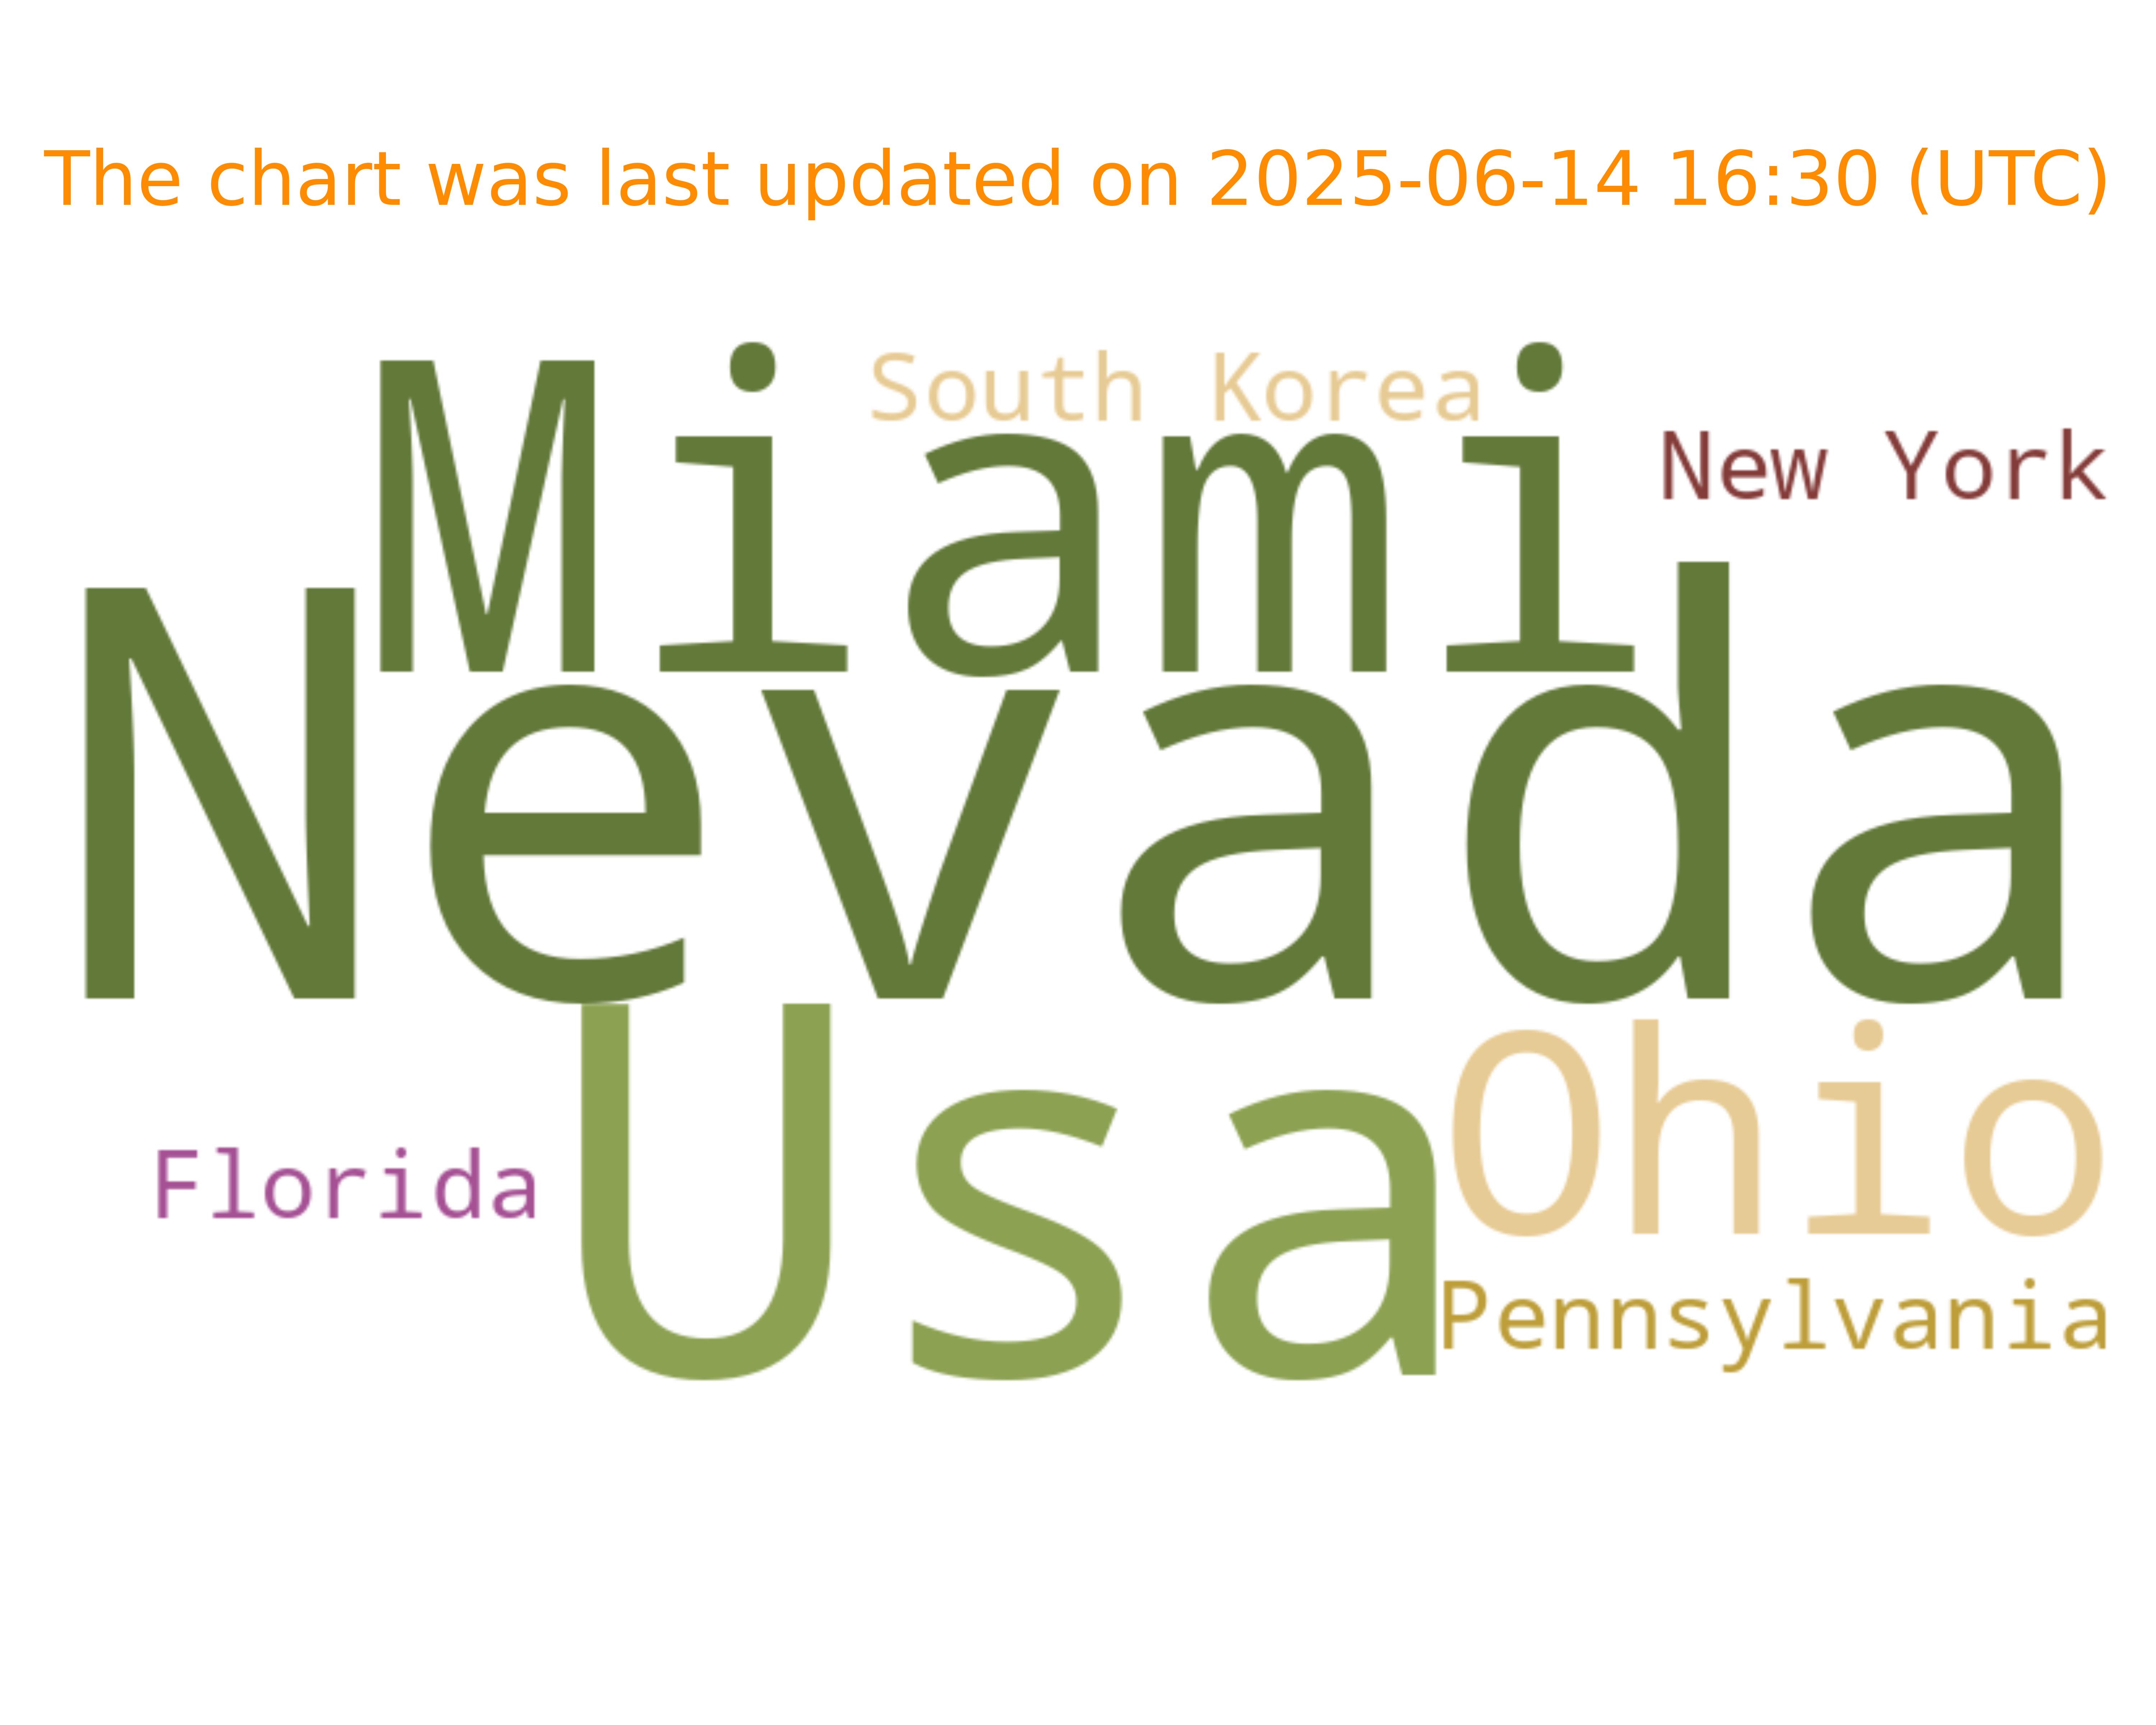 The chart was last updated on 2025-06-14 16:30 (UTC)
South Korea
Miami
New York
Nevada
Usa
Ohio
Florida
Pennsylvania